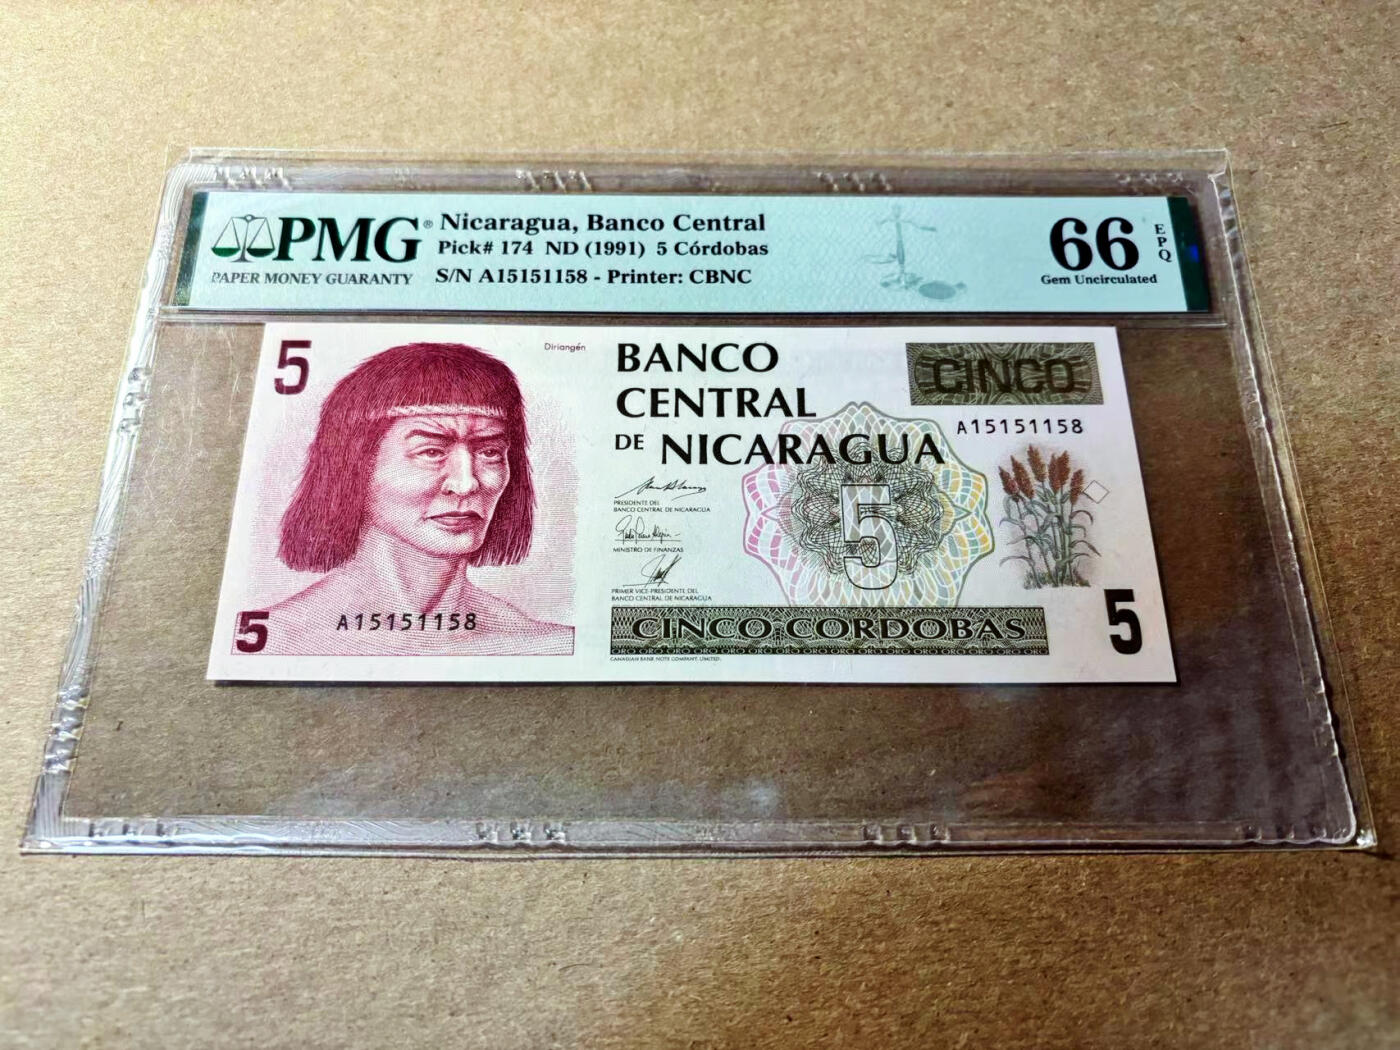 PMG®
PAPER MONEY GUARANTY
Nicaragua, Banco Central
Pick# 174 ND (1991) 5 Córdobas
S/N A15151158 - Printer: CBNC
66
EPQ
Gem Uncirculated
5
Diriangén
BANCO
CENTRAL
DE NICARAGUA
CINCO
A15151158
PRESIDENTE DEL
BANCO CENTRAL DE NICARAGUA
MINISTRO DE FINANZAS
PRIMER VICE-PRESIDENTE DEL
BANCO CENTRAL DE NICARAGUA
5
5
A15151158
CINCO CORDOBAS
5
CANADIAN BANK NOTE COMPANY, LIMITED.